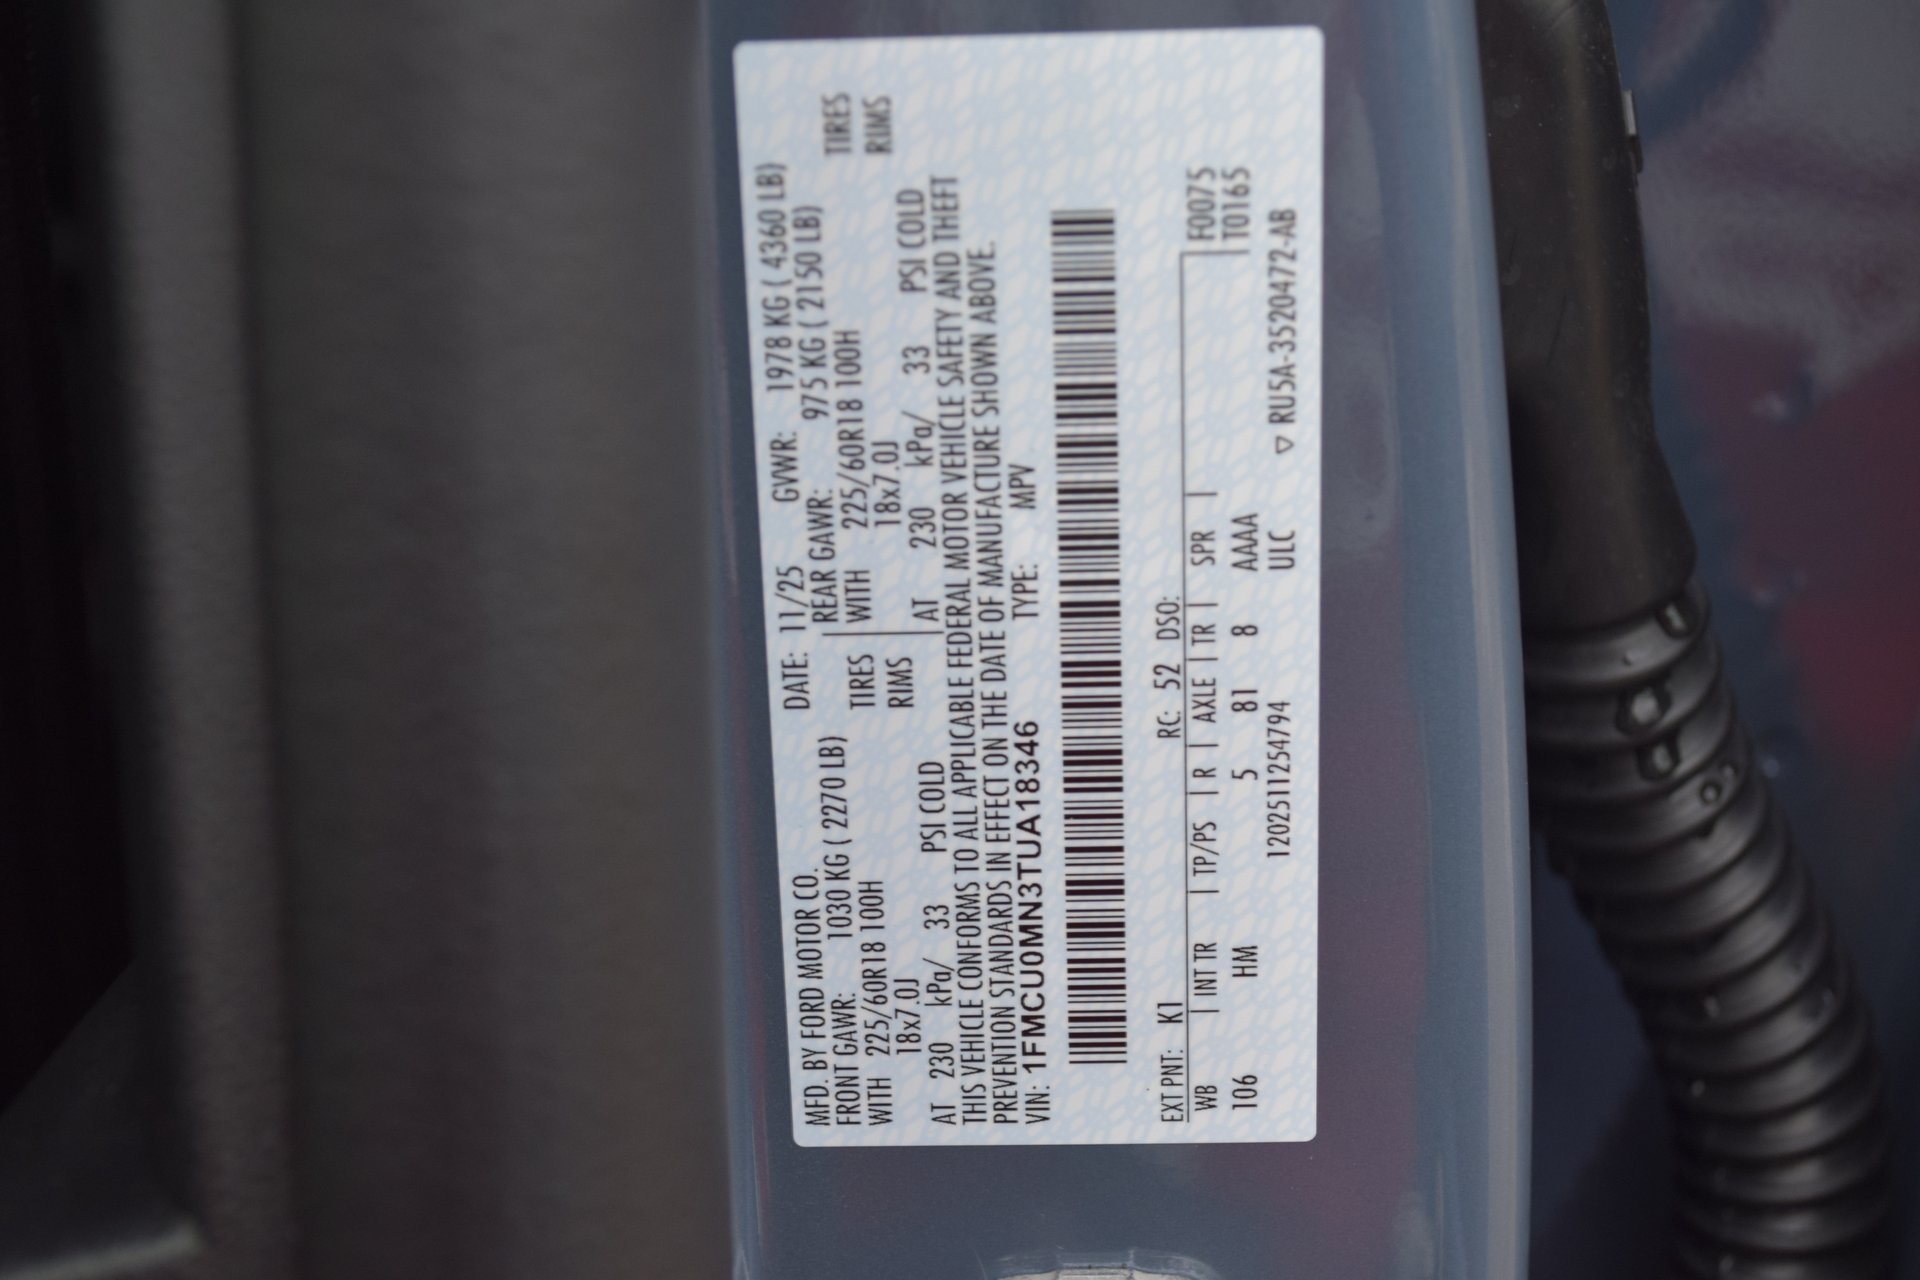 MFD. BY FORD MOTOR CO. DATE: 11/25 GWWR: 1978 KG ( 4360 LB)
FRONT GAWR: 1030 KG ( 2270 LB) REAR GAWR: 975 KG ( 2150 LB)
WITH 225/60R18 100H TIRES WITH 225/60R18 100H TIRES
18x7.0J RIMS 18x7.0J RIMS
AT 230 kPa/ 33 PSI COLD AT 230 kPa/ 33 PSI COLD
THIS VEHICLE CONFORMS TO ALL APPLICABLE FEDERAL MOTOR VEHICLE SAFETY AND THEFT
PREVENTION STANDARDS IN EFFECT ON THE DATE OF MANUFACTURE SHOWN ABOVE.
VIN: 1FMCU0MN3TUA18346 TYPE: MPV
EXT PNT: K1 RC: 52 DSO:
WB INT TR TP/PS R AXLE TR SPR F0075
106 HM 5 81 8 AAAA T0165
12025112547​94 ULC ▽ RU5A-3520472-AB